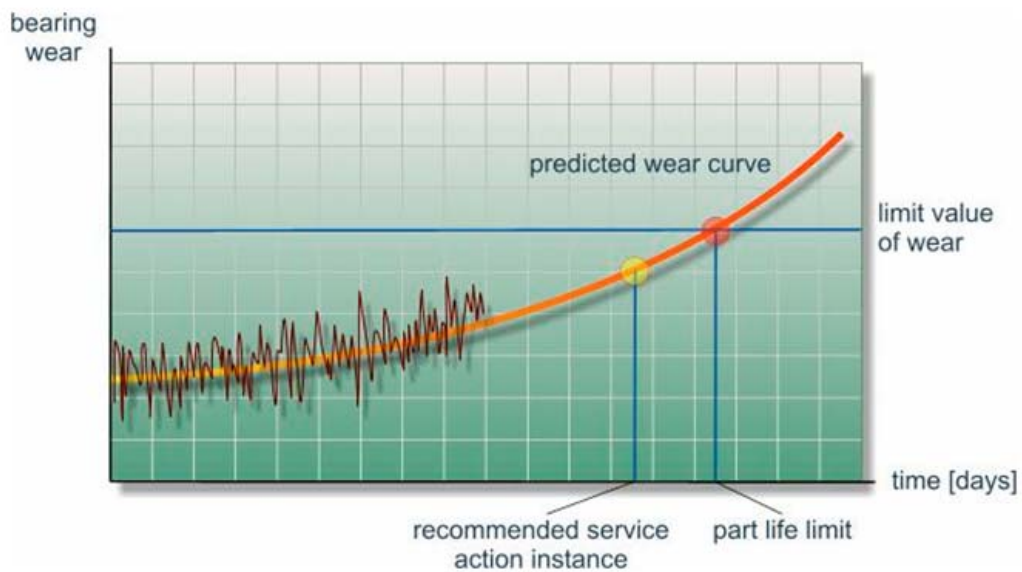 bearing
wear
predicted wear curve
limit value
of wear
time [days]
recommended service
action instance
part life limit